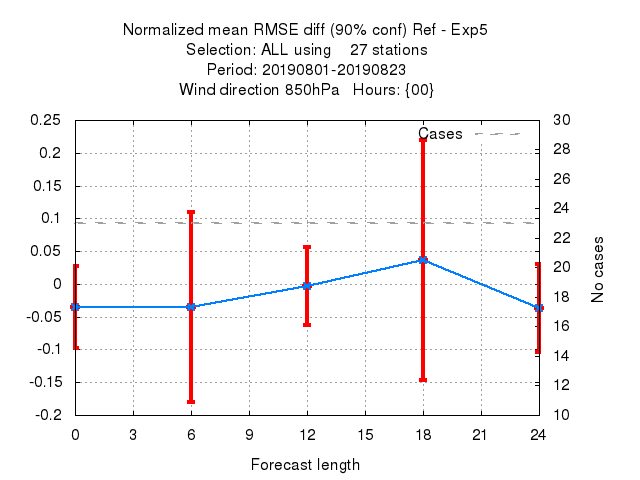 Normalized mean RMSE diff (90% conf) Ref - Exp5
Selection: ALL using    27 stations
Period: 20190801-20190823
Wind direction 850hPa   Hours: {00}
Cases
0.25
0.2
0.15
0.1
0.05
0
-0.05
-0.1
-0.15
-0.2
30
28
26
24
22
20
18
16
14
12
10
No cases
0 3 6 9 12 15 18 21 24
Forecast length